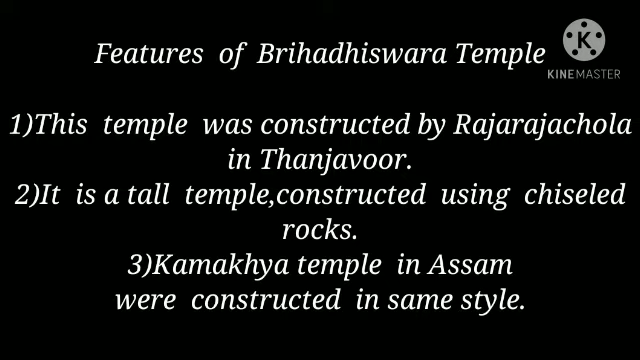 Features of Brihadhiswara Temple
K
KINEMASTER
1)This temple was constructed by Rajarajachola
in Thanjavoor.
2)It is a tall temple,constructed using chiseled
rocks.
3)Kamakhya temple in Assam
were constructed in same style.